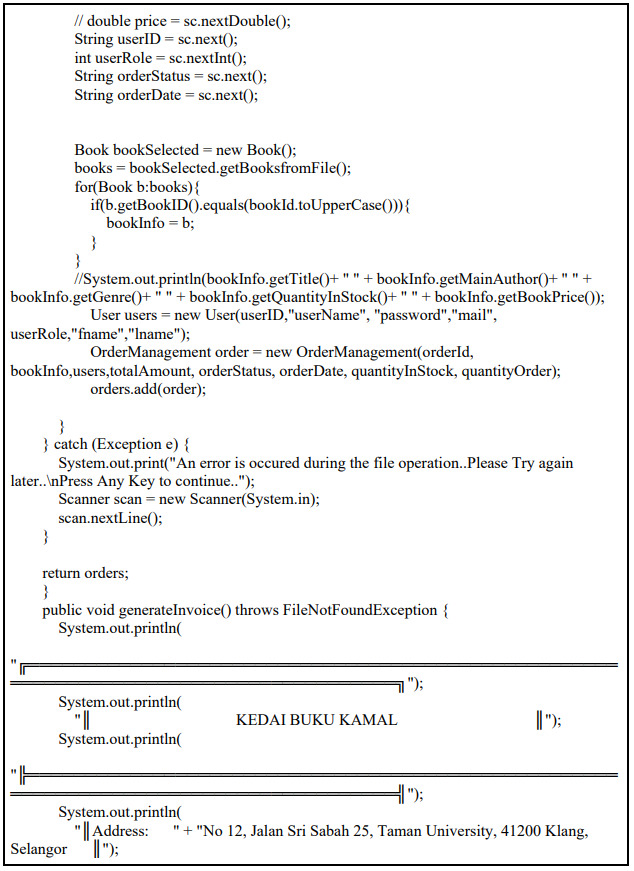 // double price = sc.nextDouble();
String userID = sc.next();
int userRole = sc.nextInt();
String orderStatus = sc.next();
String orderDate = sc.next();
Book bookSelected = new Book();
books = bookSelected.getBooksfromFile();
for(Book b:books){
if(b.getBookID().equals(bookId.toUpperCase())){
bookInfo = b;
}
}
//System.out.println(bookInfo.getTitle()+ " " + bookInfo.getMainAuthor()+ " " +
bookInfo.getGenre()+ " " + bookInfo.getQuantityInStock()+ " " + bookInfo.getBookPrice());
User users = new User(userID,"userName", "password","mail",
userRole,"fname","lname");
OrderManagement order = new OrderManagement(orderId,
bookInfo,users,totalAmount, orderStatus, orderDate, quantityInStock, quantityOrder);
orders.add(order);
}
} catch (Exception e) {
System.out.print("An error is occured during the file operation..Please Try again
later..\nPress Any Key to continue..");
Scanner scan = new Scanner(System.in);
scan.nextLine();
}
return orders;
}
public void generateInvoice() throws FileNotFoundException {
System.out.println(
"╔══════════════════════════════════════
═════════════════════════╗");
System.out.println(
"║ KEDAI BUKU KAMAL ║");
System.out.println(
"╠══════════════════════════════════════
═════════════════════════╣");
System.out.println(
"║Address: " + "No 12, Jalan Sri Sabah 25, Taman University, 41200 Klang,
Selangor ║");